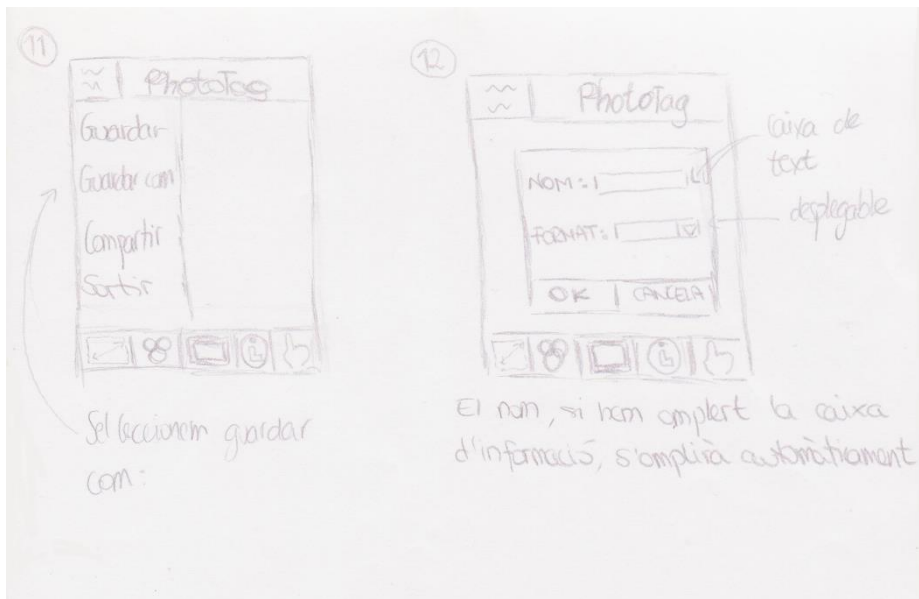 11
PhotoTag
Guardar
Guardar com
Compartir
Sortir
Sel·leccionem guardar
com:
12
PhotoTag
NOM:
FORMAT:
OK
CANCELA
caixa de
text
desplegable
El nom, si hem omplert la caixa
d'informació, s'omplirà automàticament